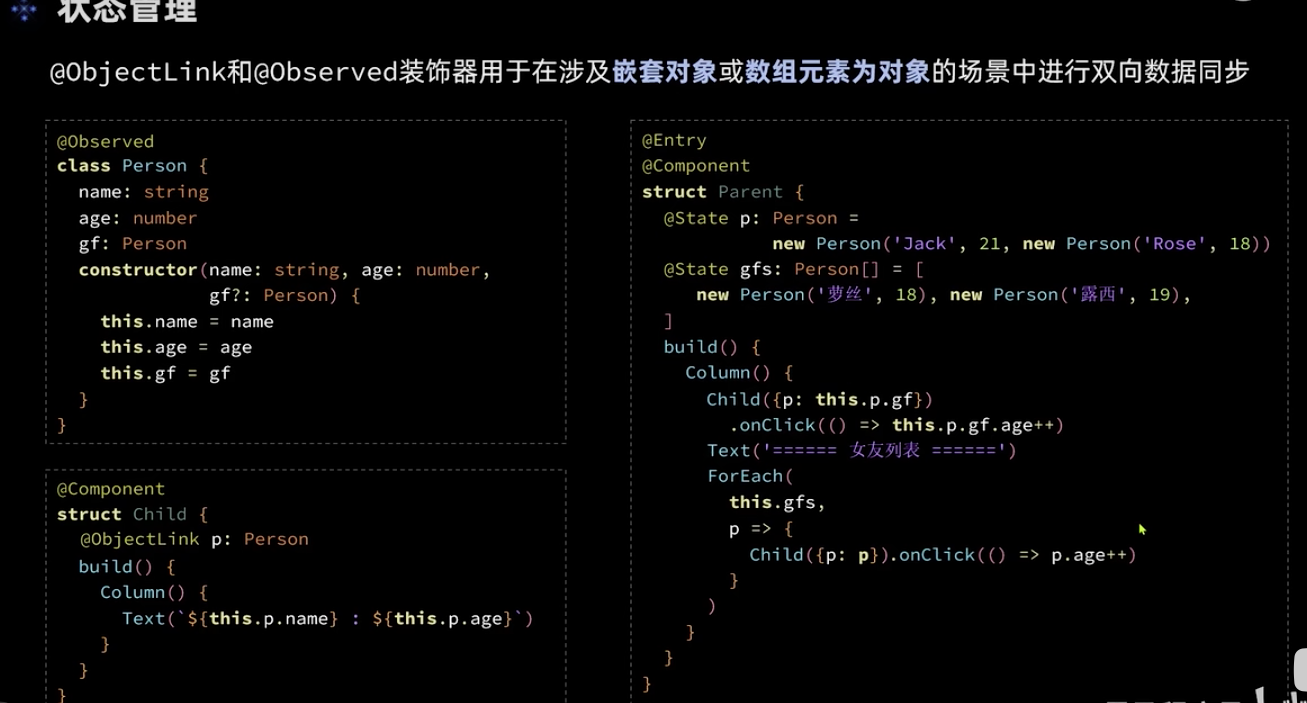 状态管理
@ObjectLink和@Observed装饰器用于在涉及嵌套对象或数组元素为对象的场景中进行双向数据同步
@Observed
class Person {
  name: string
  age: number
  gf: Person
  constructor(name: string, age: number,
              gf?: Person) {
    this.name = name
    this.age = age
    this.gf = gf
  }
}
@Component
struct Child {
  @ObjectLink p: Person
  build() {
    Column() {
      Text(`${this.p.name} : ${this.p.age}`)
    }
  }
}
@Entry
@Component
struct Parent {
  @State p: Person =
            new Person('Jack', 21, new Person('Rose', 18))
  @State gfs: Person[] = [
     new Person('萝丝', 18), new Person('露西', 19),
  ]
  build() {
    Column() {
      Child({p: this.p.gf})
        .onClick(() => this.p.gf.age++)
      Text('====== 女友列表 ======')
      ForEach(
        this.gfs,
        p => {
          Child({p: p}).onClick(() => p.age++)
        }
      )
    }
  }
}